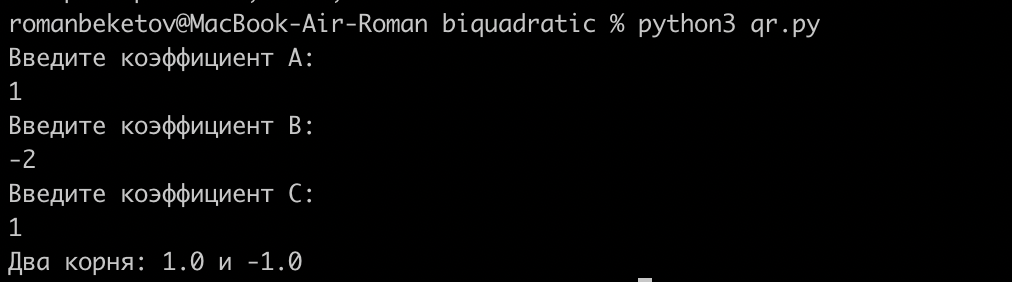 romanbeketov@MacBook-Air-Roman biquadratic % python3 qr.py
Введите коэффициент A:
1
Введите коэффициент B:
-2
Введите коэффициент C:
1
Два корня: 1.0 и -1.0